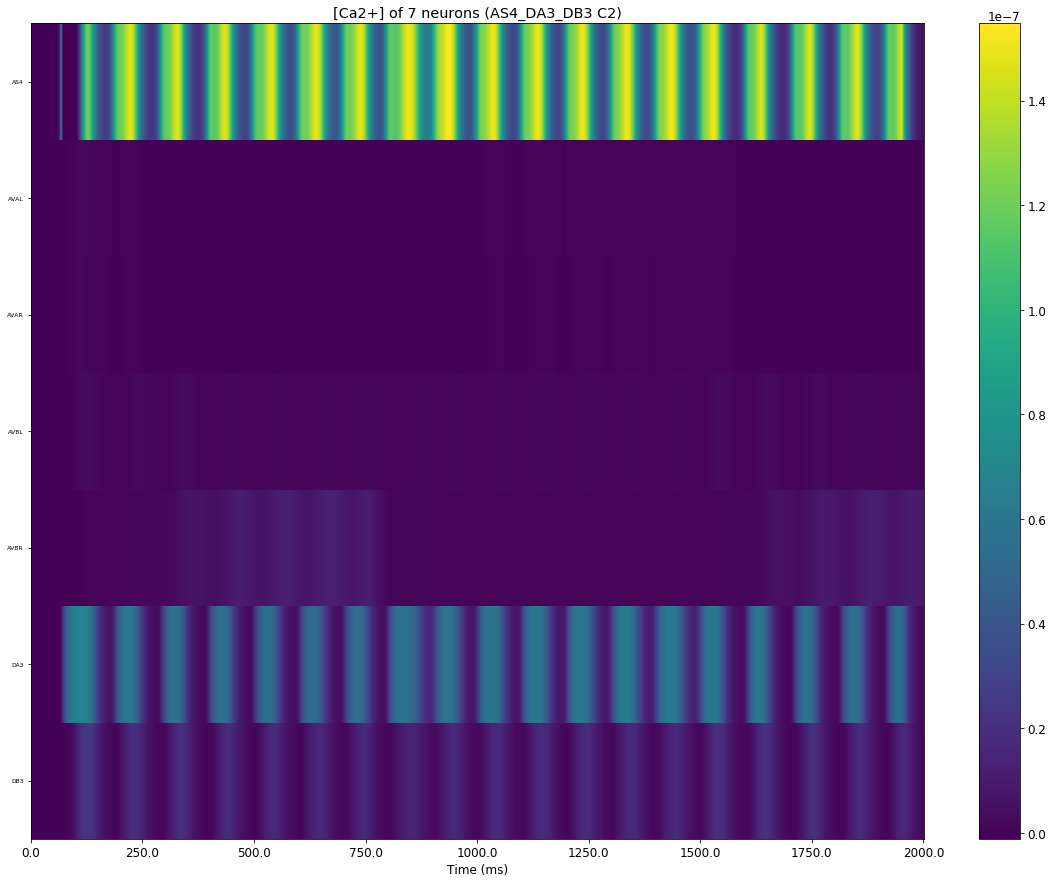 [Ca2+] of 7 neurons (AS4_DA3_DB3 C2)
1e−7
AS4
AVAL
AVAR
AVBL
AVBR
DA3
DB3
0.0 250.0 500.0 750.0 1000.0 1250.0 1500.0 1750.0 2000.0
Time (ms)
1.4
1.2
1.0
0.8
0.6
0.4
0.2
0.0